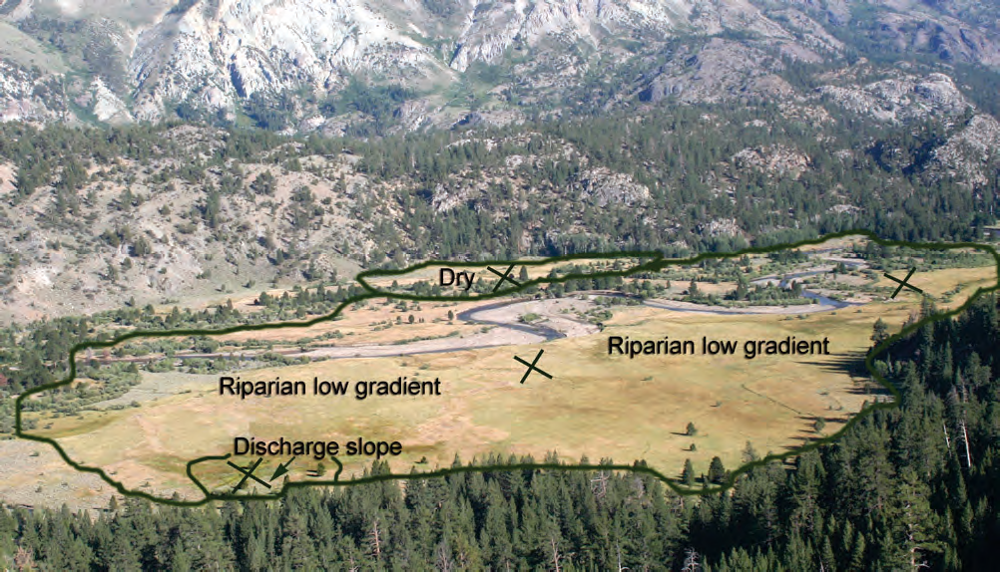 Dry
Riparian low gradient
Riparian low gradient
Discharge slope